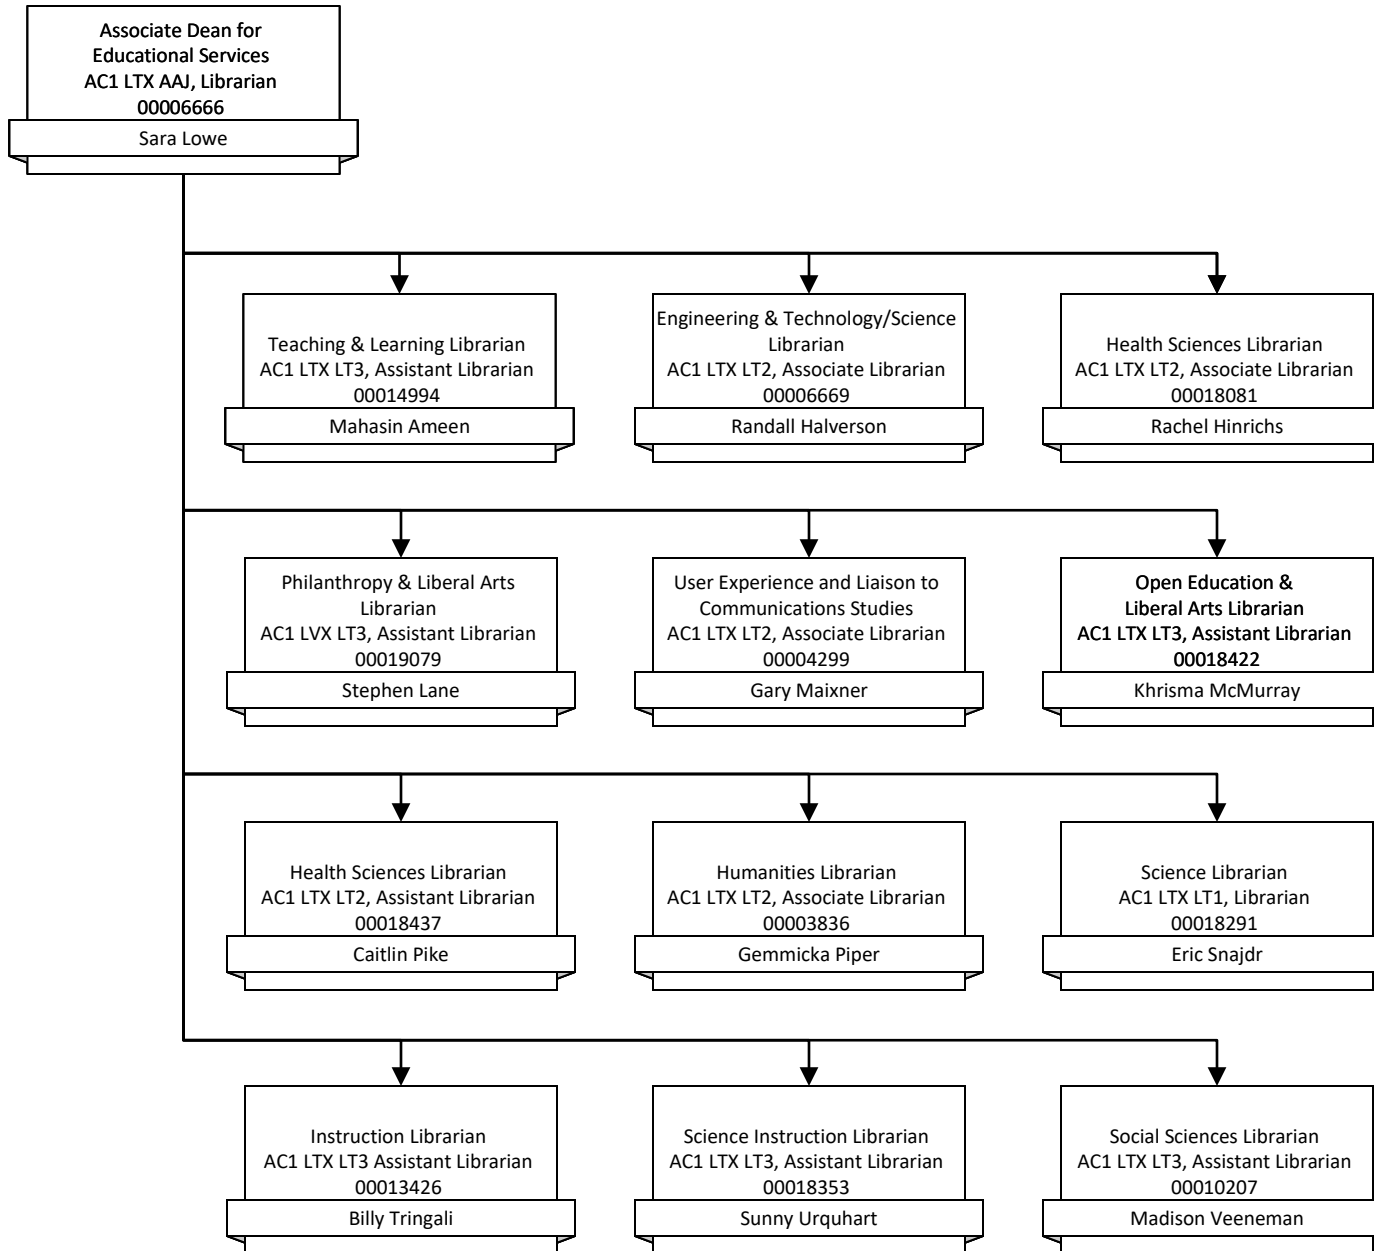 Associate Dean for
Educational Services
AC1 LTX AAJ, Librarian
00006666
Sara Lowe
Teaching & Learning Librarian
AC1 LTX LT3, Assistant Librarian
00014994
Mahasin Ameen
Engineering & Technology/Science
Librarian
AC1 LTX LT2, Associate Librarian
00006669
Randall Halverson
Health Sciences Librarian
AC1 LTX LT2, Associate Librarian
00018081
Rachel Hinrichs
Philanthropy & Liberal Arts
Librarian
AC1 LVX LT3, Assistant Librarian
00019079
Stephen Lane
User Experience and Liaison to
Communications Studies
AC1 LTX LT2, Associate Librarian
00004299
Gary Maixner
Open Education &
Liberal Arts Librarian
AC1 LTX LT3, Assistant Librarian
00018422
Khrisma McMurray
Health Sciences Librarian
AC1 LTX LT2, Assistant Librarian
00018437
Caitlin Pike
Humanities Librarian
AC1 LTX LT2, Associate Librarian
00003836
Gemmicka Piper
Science Librarian
AC1 LTX LT1, Librarian
00018291
Eric Snajdr
Instruction Librarian
AC1 LTX LT3 Assistant Librarian
00013426
Billy Tringali
Science Instruction Librarian
AC1 LTX LT3, Assistant Librarian
00018353
Sunny Urquhart
Social Sciences Librarian
AC1 LTX LT3, Assistant Librarian
00010207
Madison Veeneman